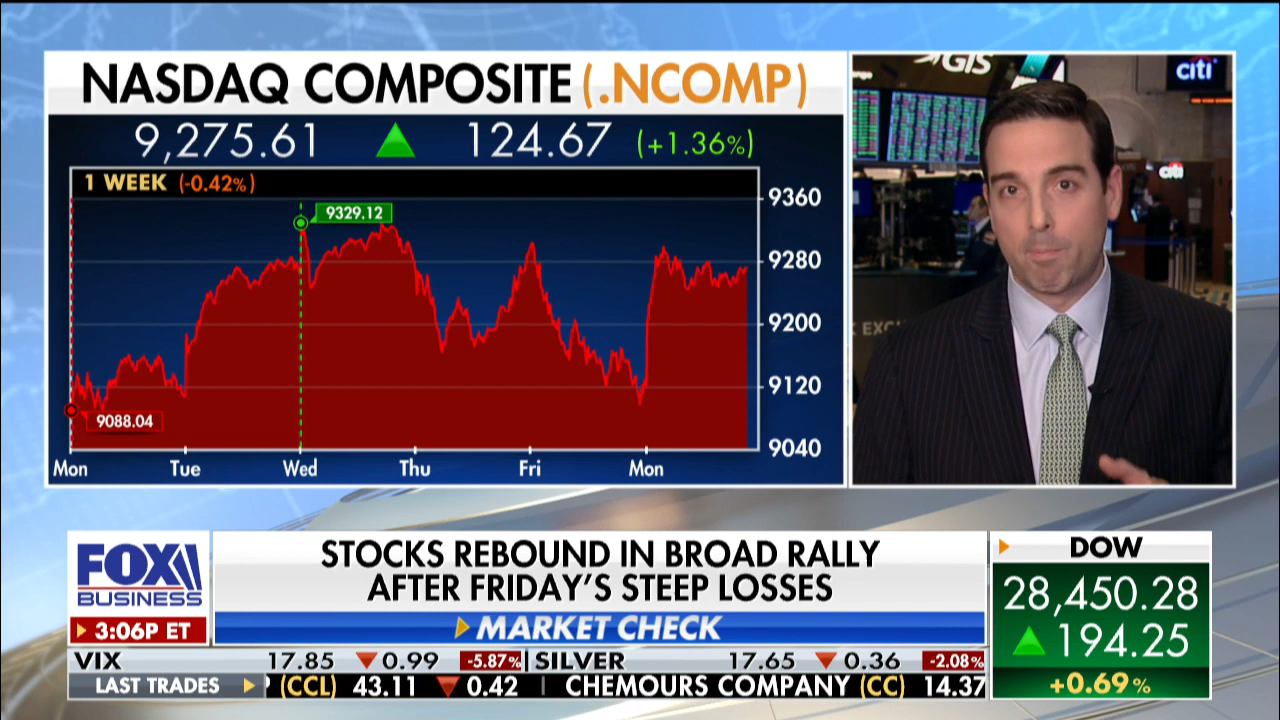 NASDAQ COMPOSITE (.NCOMP)
9,275.61 124.67 (+1.36%)
1 WEEK (-0.42%)
9360
9329.12
9280
9200
9120
9088.04
9040
Mon Tue Wed Thu Fri Mon
GIS
citi
citi
EXC
STOCKS REBOUND IN BROAD RALLY
AFTER FRIDAY'S STEEP LOSSES
MARKET CHECK
FOX
BUSINESS
3:06P ET
DOW
28,450.28
194.25
+0.69%
VIX 17.85 0.99 -5.87% SILVER 17.65 0.36 -2.08%
LAST TRADES (CCL) 43.11 0.42 CHEMOURS COMPANY (CC) 14.37